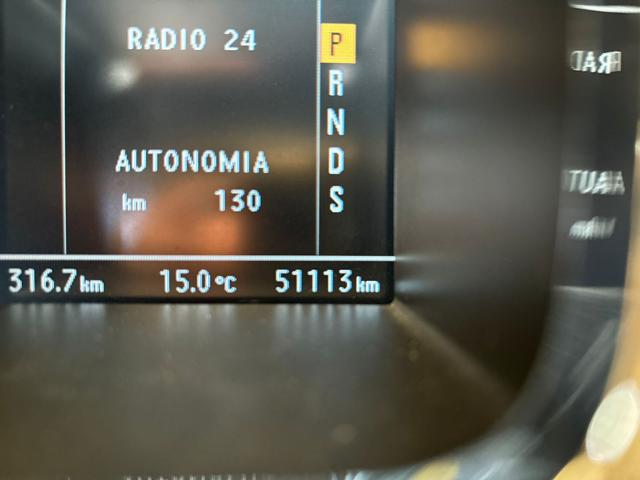 RADIO 24
P
R
N
D
S
AUTONOMIA
km 130
316.7km 15.0°C 51113km